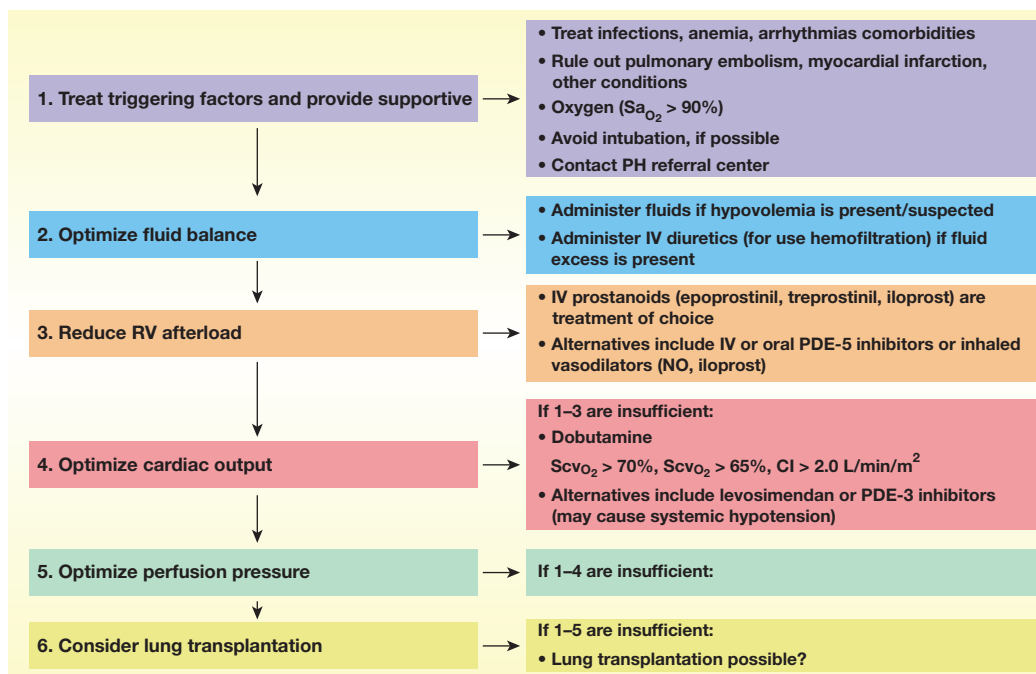 1. Treat triggering factors and provide supportive
• Treat infections, anemia, arrhythmias comorbidities
• Rule out pulmonary embolism, myocardial infarction,
other conditions
• Oxygen (SaO2 > 90%)
• Avoid intubation, if possible
• Contact PH referral center
2. Optimize fluid balance
• Administer fluids if hypovolemia is present/suspected
• Administer IV diuretics (for use hemofiltration) if fluid
excess is present
3. Reduce RV afterload
• IV prostanoids (epoprostinil, treprostinil, iloprost) are
treatment of choice
• Alternatives include IV or oral PDE-5 inhibitors or inhaled
vasodilators (NO, iloprost)
4. Optimize cardiac output
If 1–3 are insufficient:
• Dobutamine
ScvO2 > 70%, ScvO2 > 65%, CI > 2.0 L/min/m2
• Alternatives include levosimendan or PDE-3 inhibitors
(may cause systemic hypotension)
5. Optimize perfusion pressure
If 1–4 are insufficient:
6. Consider lung transplantation
If 1–5 are insufficient:
• Lung transplantation possible?